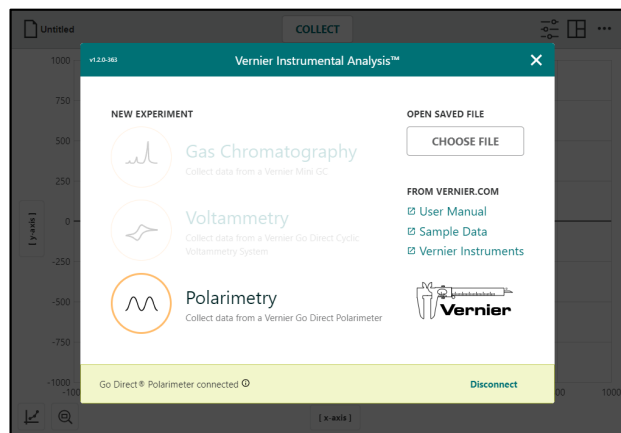 Untitled
COLLECT
v1.2.0-363
Vernier Instrumental Analysis™
NEW EXPERIMENT
Gas Chromatography
Collect data from a Vernier Mini GC
Voltammetry
Collect data from a Vernier Go Direct Cyclic
Voltammetry System
Polarimetry
Collect data from a Vernier Go Direct Polarimeter
OPEN SAVED FILE
CHOOSE FILE
FROM VERNIER.COM
User Manual
Sample Data
Vernier Instruments
Vernier
Go Direct® Polarimeter connected
Disconnect
[ y-axis ]
1000
750
500
250
0
-250
-500
-750
-1000
1000
[ x-axis ]